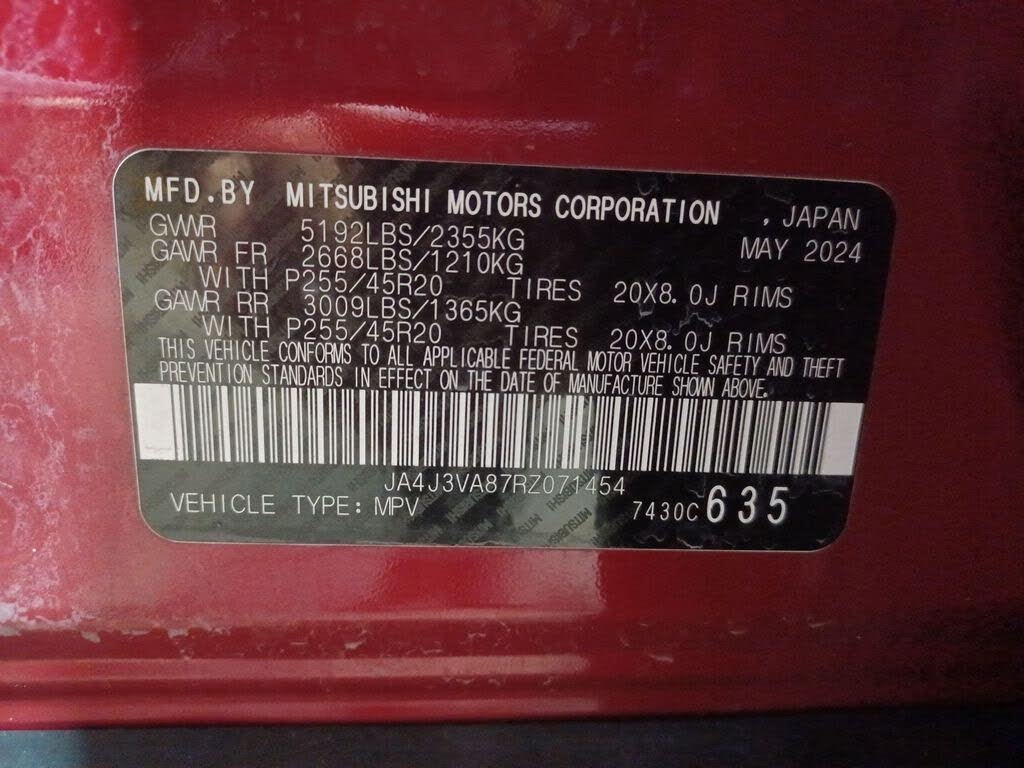 MFD.BY MITSUBISHI MOTORS CORPORATION , JAPAN
GVWR 5192LBS/2355KG MAY 2024
GAWR FR 2668LBS/1210KG
WITH P255/45R20 TIRES 20X8.0J RIMS
GAWR RR 3009LBS/1365KG
WITH P255/45R20 TIRES 20X8.0J RIMS
THIS VEHICLE CONFORMS TO ALL APPLICABLE FEDERAL MOTOR VEHICLE SAFETY AND THEFT
PREVENTION STANDARDS IN EFFECT ON THE DATE OF MANUFACTURE SHOWN ABOVE.
JA4J3VA87RZ071454
VEHICLE TYPE: MPV 7430C 635